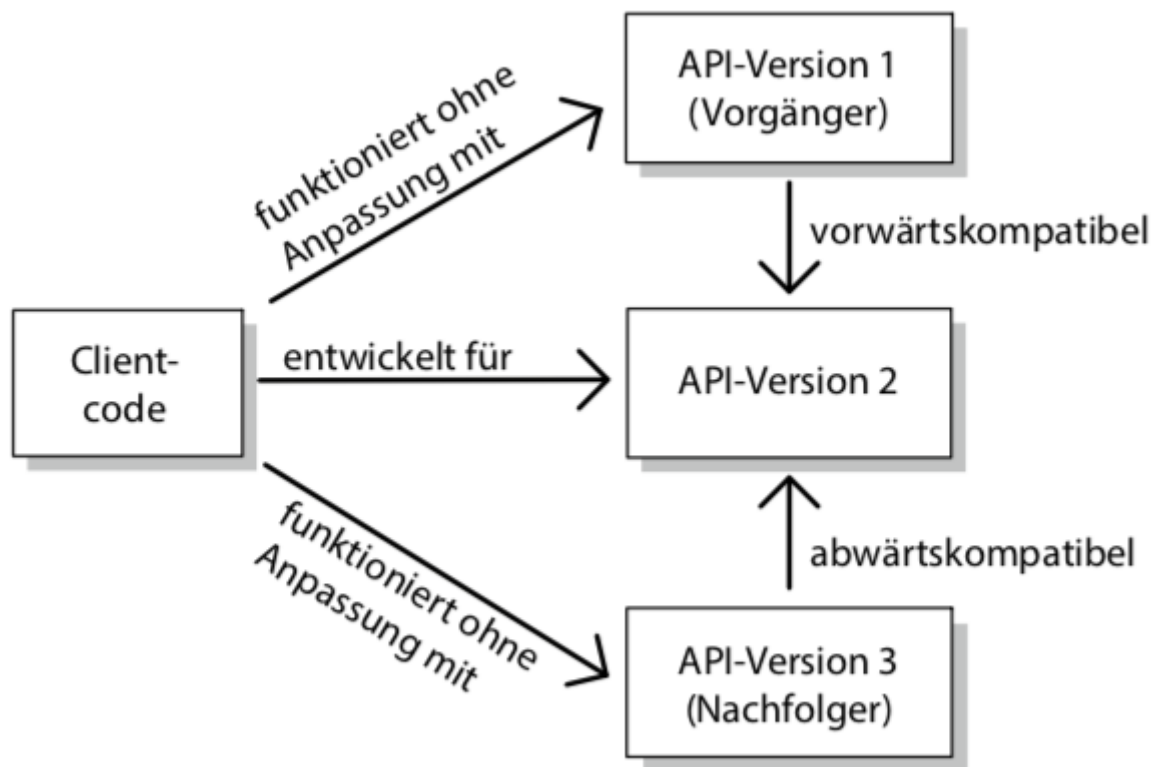 API-Version 1
(Vorgänger)
funktioniert ohne
Anpassung mit
vorwärtskompatibel
Client-
code
entwickelt für
API-Version 2
funktioniert ohne
Anpassung mit
abwärtskompatibel
API-Version 3
(Nachfolger)